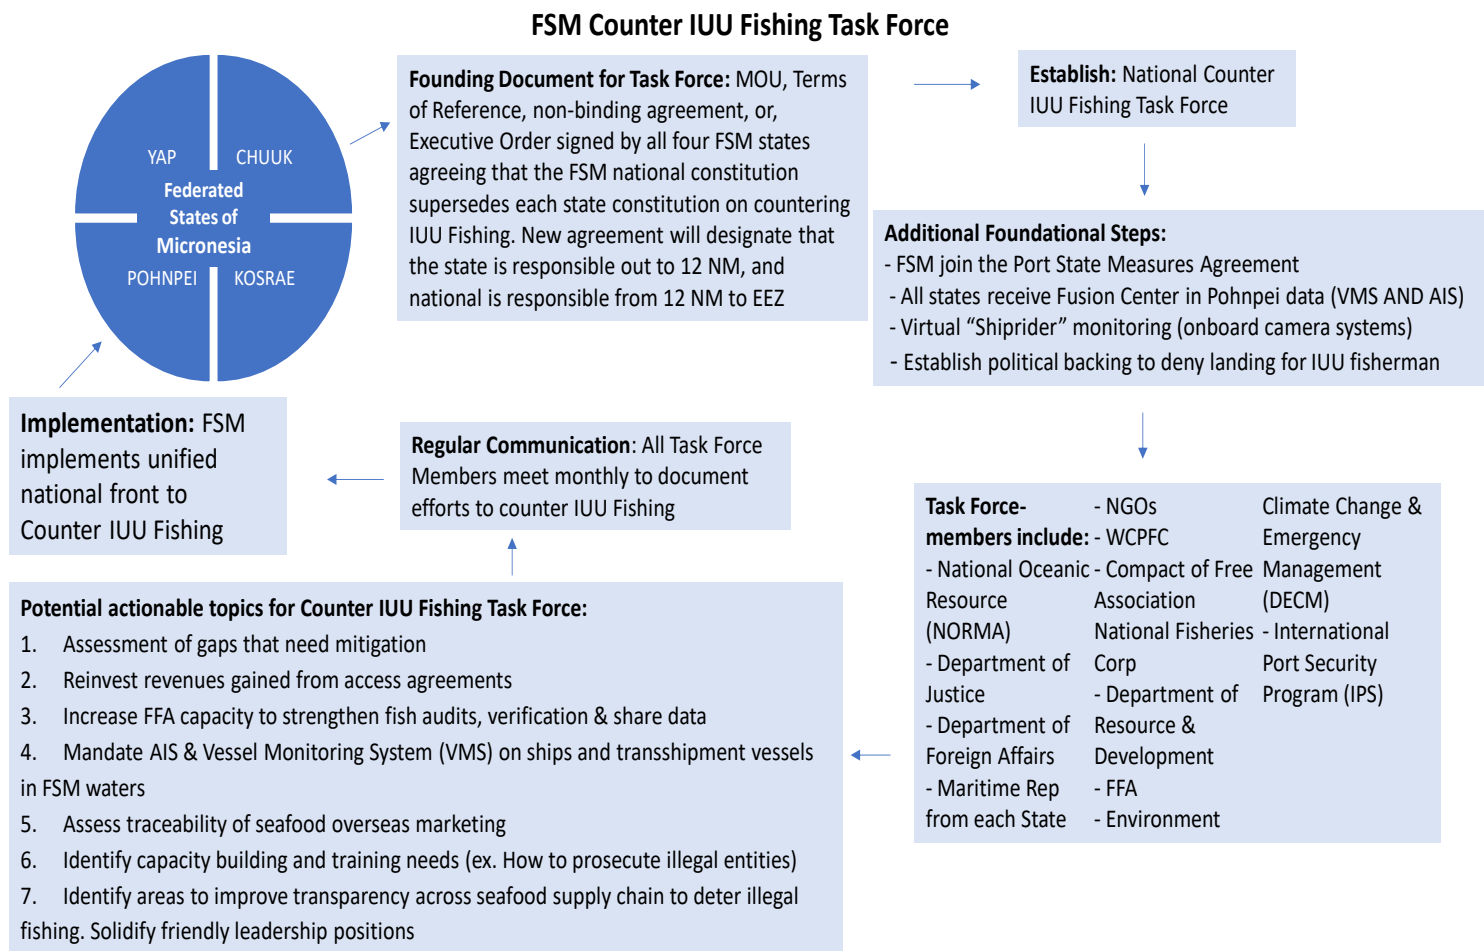 FSM Counter IUU Fishing Task Force
YAP
CHUUK
Federated
States of
Micronesia
POHNPEI
KOSRAE
Founding Document for Task Force: MOU, Terms
of Reference, non-binding agreement, or,
Executive Order signed by all four FSM states
agreeing that the FSM national constitution
supersedes each state constitution on countering
IUU Fishing. New agreement will designate that
the state is responsible out to 12 NM, and
national is responsible from 12 NM to EEZ
Establish: National Counter
IUU Fishing Task Force
Additional Foundational Steps:
- FSM join the Port State Measures Agreement
- All states receive Fusion Center in Pohnpei data (VMS AND AIS)
- Virtual “Shiprider” monitoring (onboard camera systems)
- Establish political backing to deny landing for IUU fisherman
Task Force-
members include:
- National Oceanic
Resource
(NORMA)
- Department of
Justice
- Department of
Foreign Affairs
- Maritime Rep
from each State
- NGOs
- WCPFC
- Compact of Free
Association
National Fisheries
Corp
- Department of
Resource &
Development
- FFA
- Environment
Climate Change &
Emergency
Management
(DECM)
- International
Port Security
Program (IPS)
Potential actionable topics for Counter IUU Fishing Task Force:
1. Assessment of gaps that need mitigation
2. Reinvest revenues gained from access agreements
3. Increase FFA capacity to strengthen fish audits, verification & share data
4. Mandate AIS & Vessel Monitoring System (VMS) on ships and transshipment vessels
in FSM waters
5. Assess traceability of seafood overseas marketing
6. Identify capacity building and training needs (ex. How to prosecute illegal entities)
7. Identify areas to improve transparency across seafood supply chain to deter illegal
fishing. Solidify friendly leadership positions
Regular Communication: All Task Force
Members meet monthly to document
efforts to counter IUU Fishing
Implementation: FSM
implements unified
national front to
Counter IUU Fishing